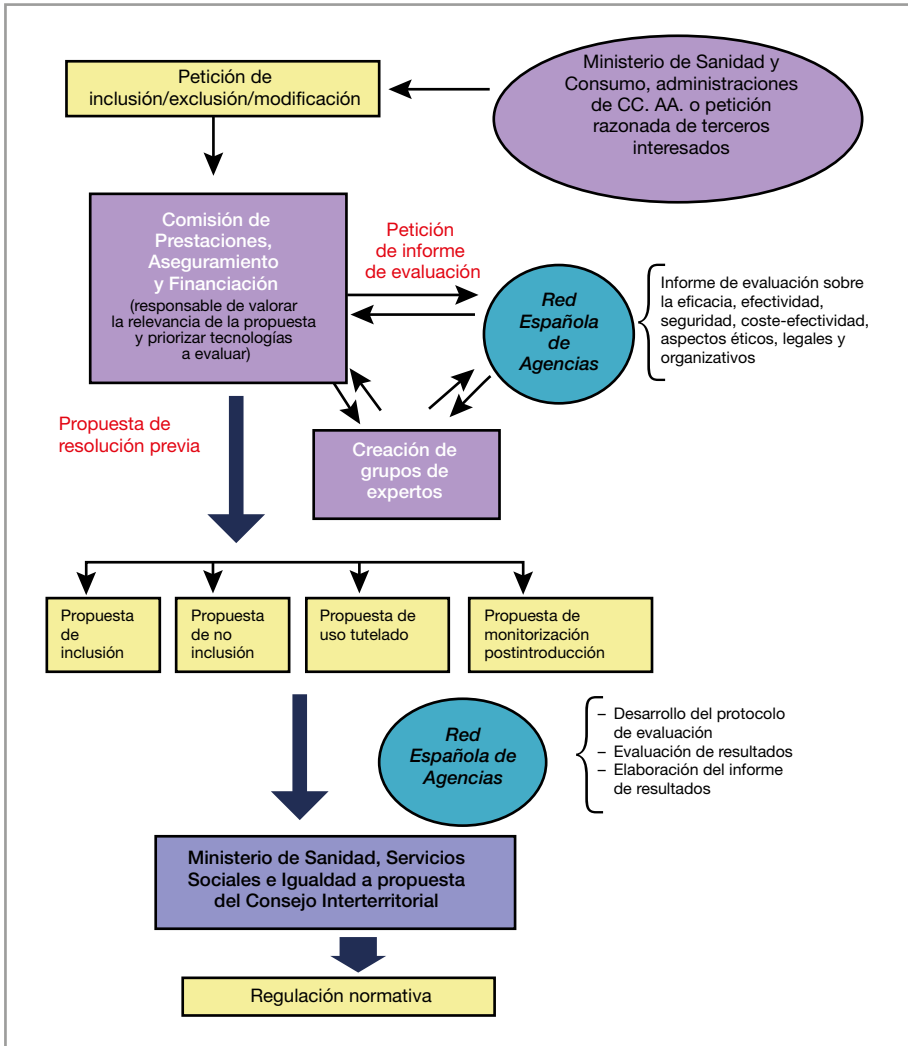 Petición de
inclusión/exclusión/modificación
Ministerio de Sanidad y
Consumo, administraciones
de CC. AA. o petición
razonada de terceros
interesados
Comisión de
Prestaciones,
Aseguramiento
y Financiación
(responsable de valorar
la relevancia de la propuesta
y priorizar tecnologías
a evaluar)
Petición
de informe
de evaluación
Red
Española
de
Agencias
Informe de evaluación sobre
la eficacia, efectividad,
seguridad, coste-efectividad,
aspectos éticos, legales y
organizativos
Propuesta de
resolución previa
Creación de
grupos de
expertos
Propuesta
de
inclusión
Propuesta
de no
inclusión
Propuesta de
uso tutelado
Propuesta de
monitorización
postintroducción
Red
Española de
Agencias
– Desarrollo del protocolo
de evaluación
– Evaluación de resultados
– Elaboración del informe
de resultados
Ministerio de Sanidad, Servicios
Sociales e Igualdad a propuesta
del Consejo Interterritorial
Regulación normativa